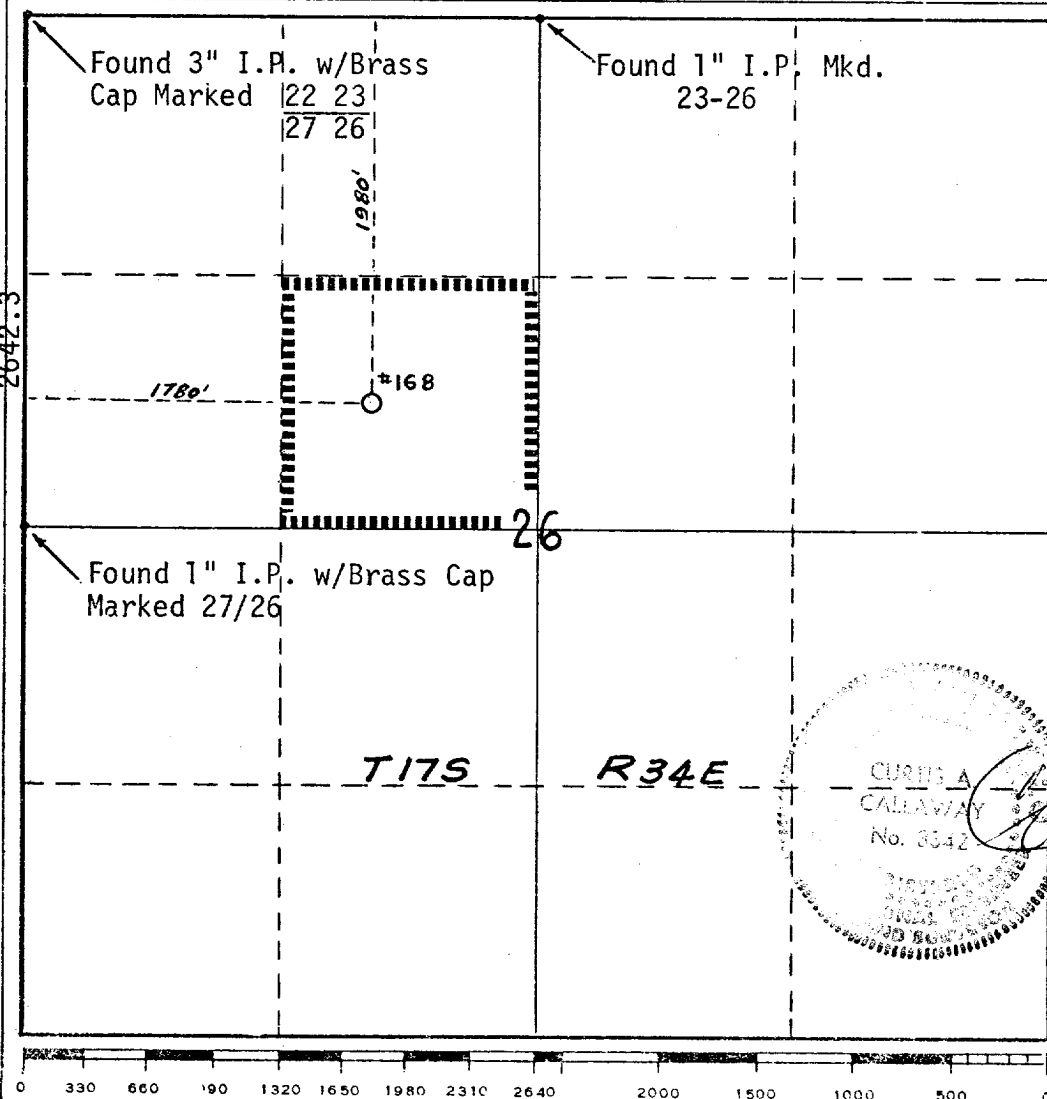 Found 3" I.P. w/Brass
Cap Marked 22 23
27 26
Found 1" I.P. Mkd.
23-26
1980'
2642.3
#168
1780'
26
Found 1" I.P. w/Brass Cap
Marked 27/26
T17S R34E
CURTIS A
CALLAWAY
No.
0 330 660 990 1320 1650 1980 2310 2640 2000 1500 1000 500 0